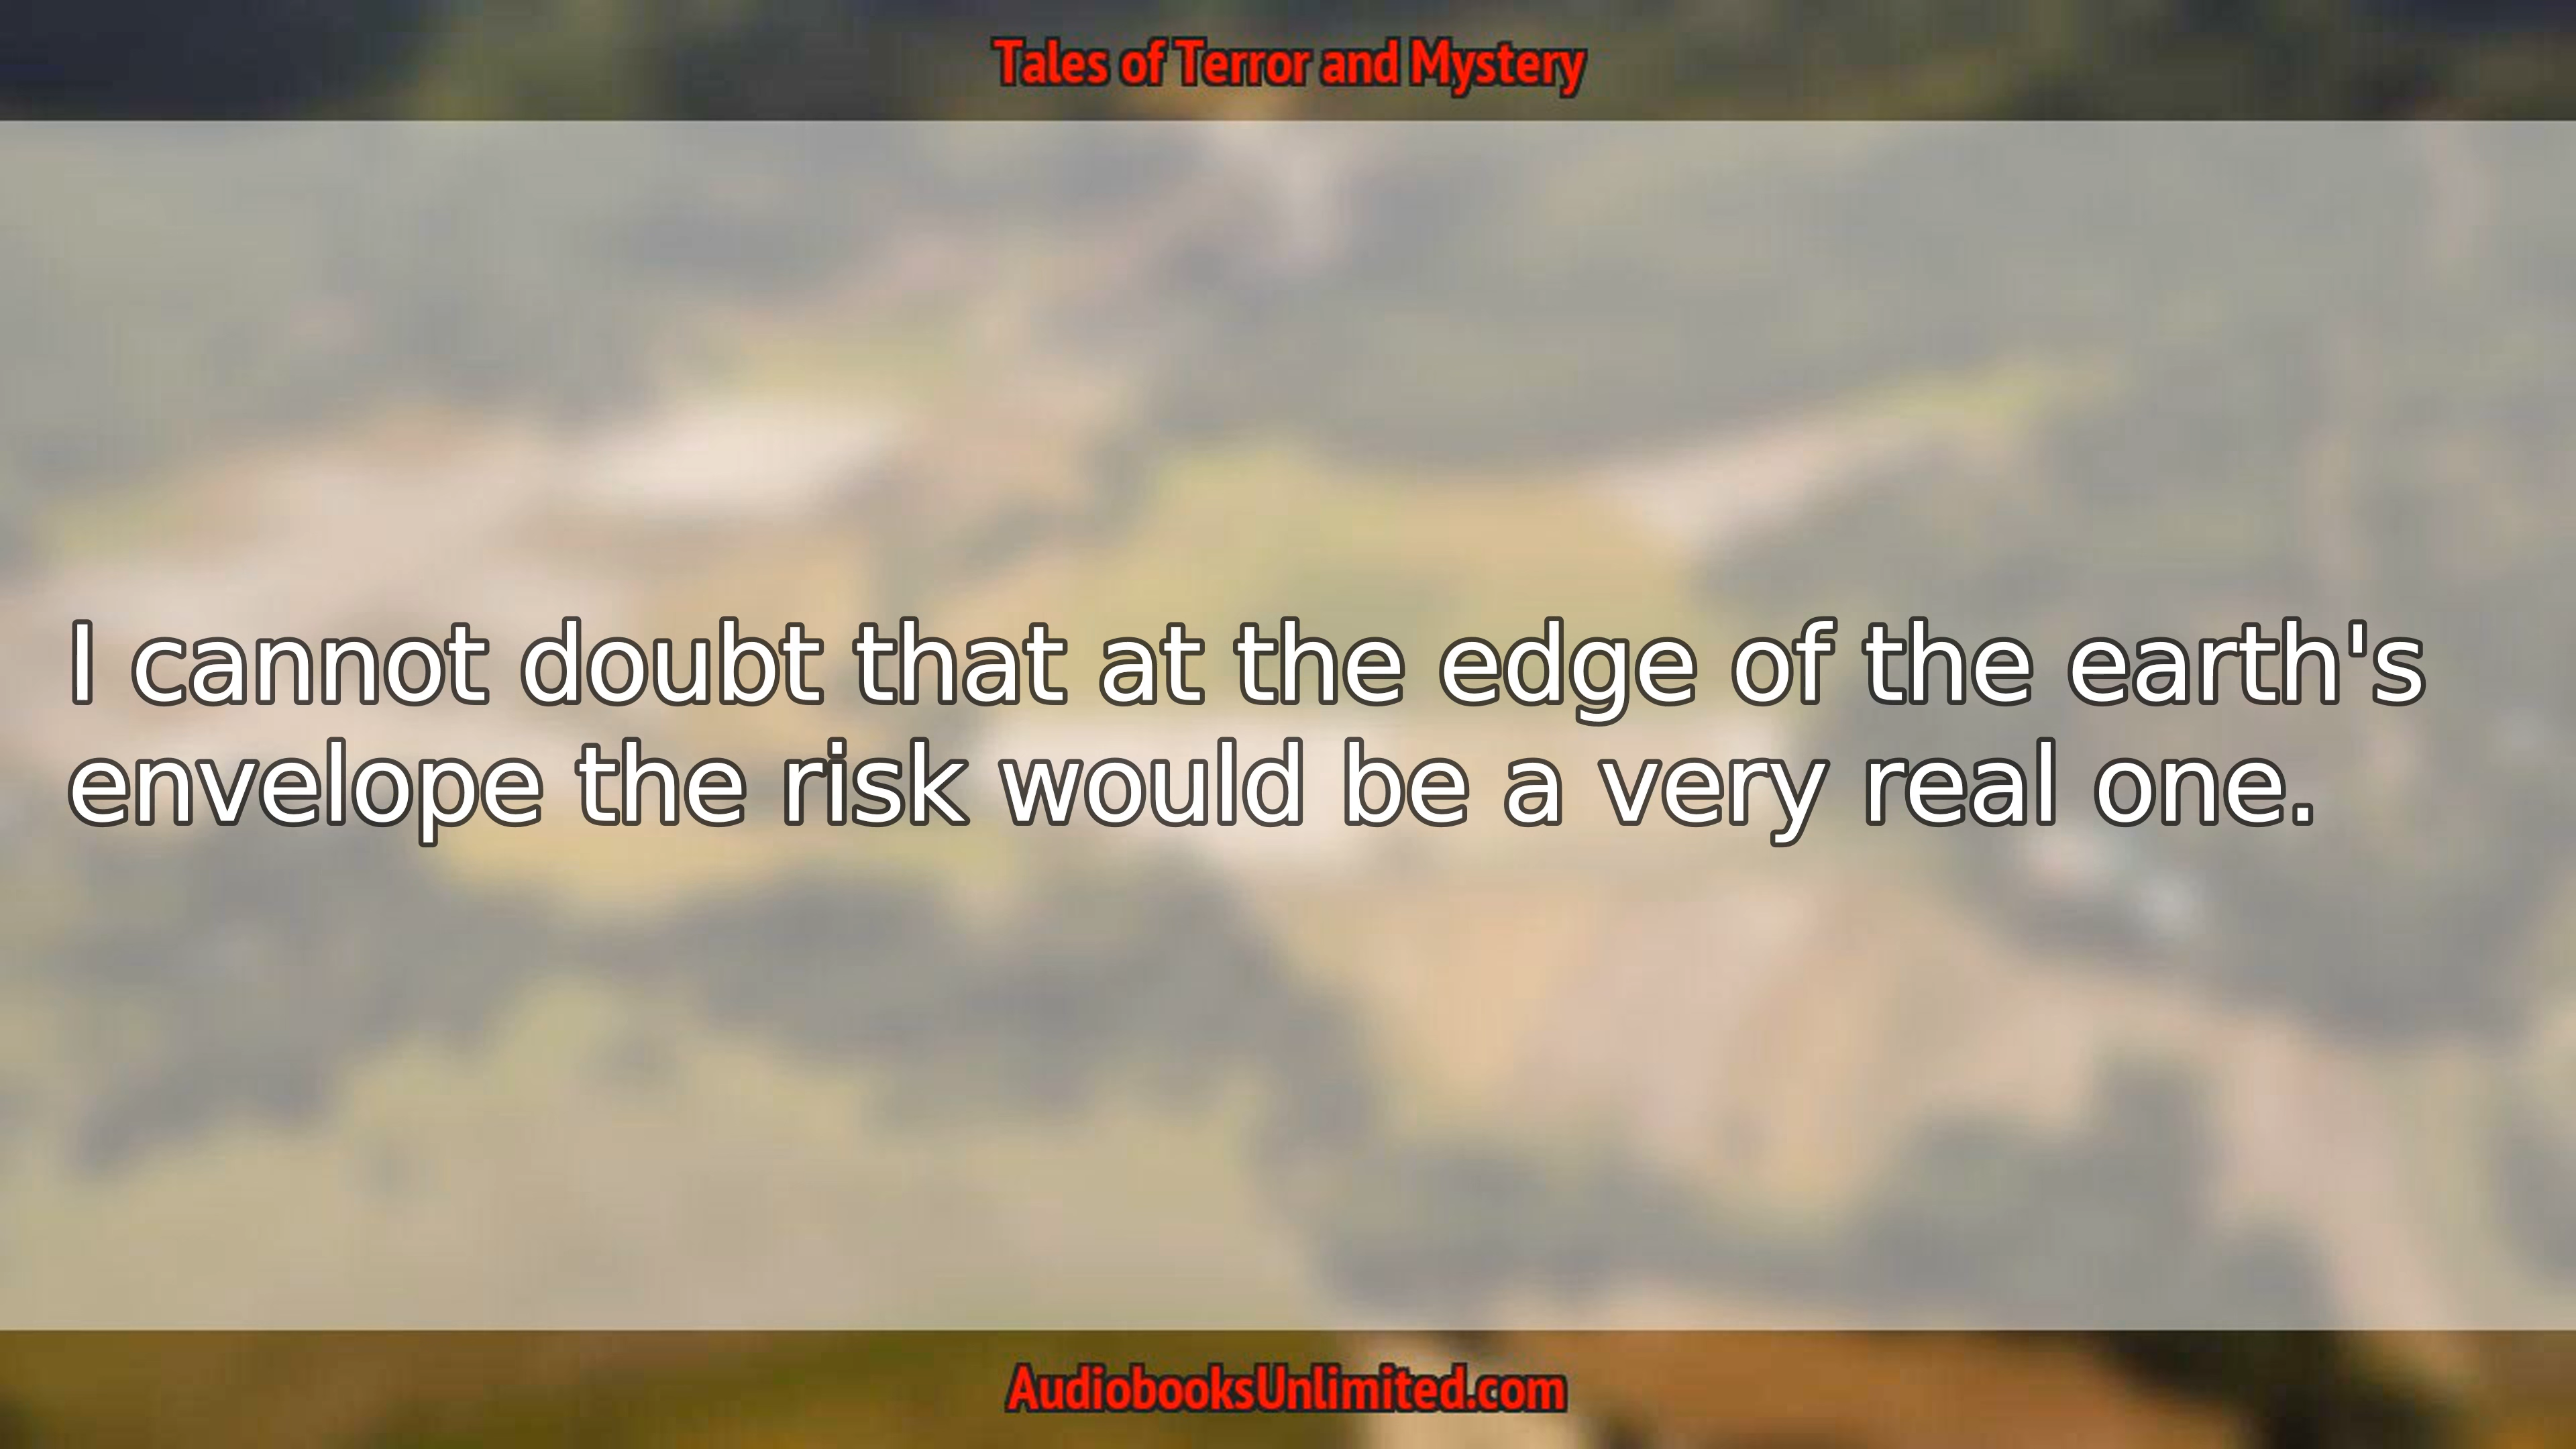 Tales of Terror and Mystery
I cannot doubt that at the edge of the earth's
envelope the risk would be a very real one.
AudiobooksUnlimited.com